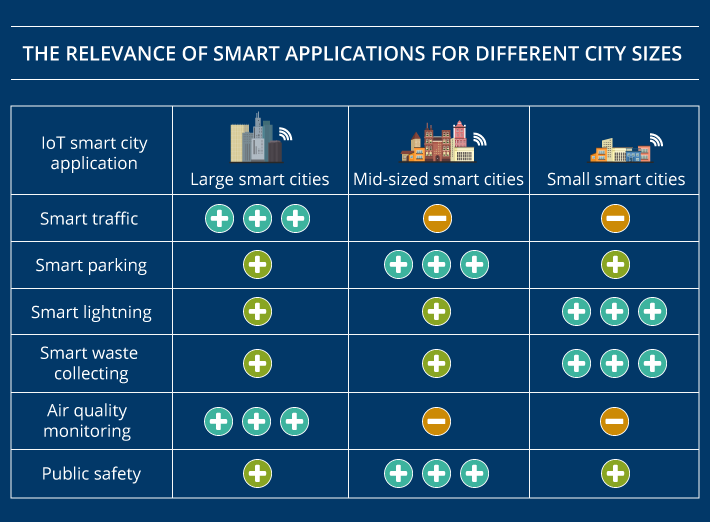 THE RELEVANCE OF SMART APPLICATIONS FOR DIFFERENT CITY SIZES
IoT smart city
application
Large smart cities
Mid-sized smart cities
Small smart cities
Smart traffic
Smart parking
Smart lightning
Smart waste
collecting
Air quality
monitoring
Public safety